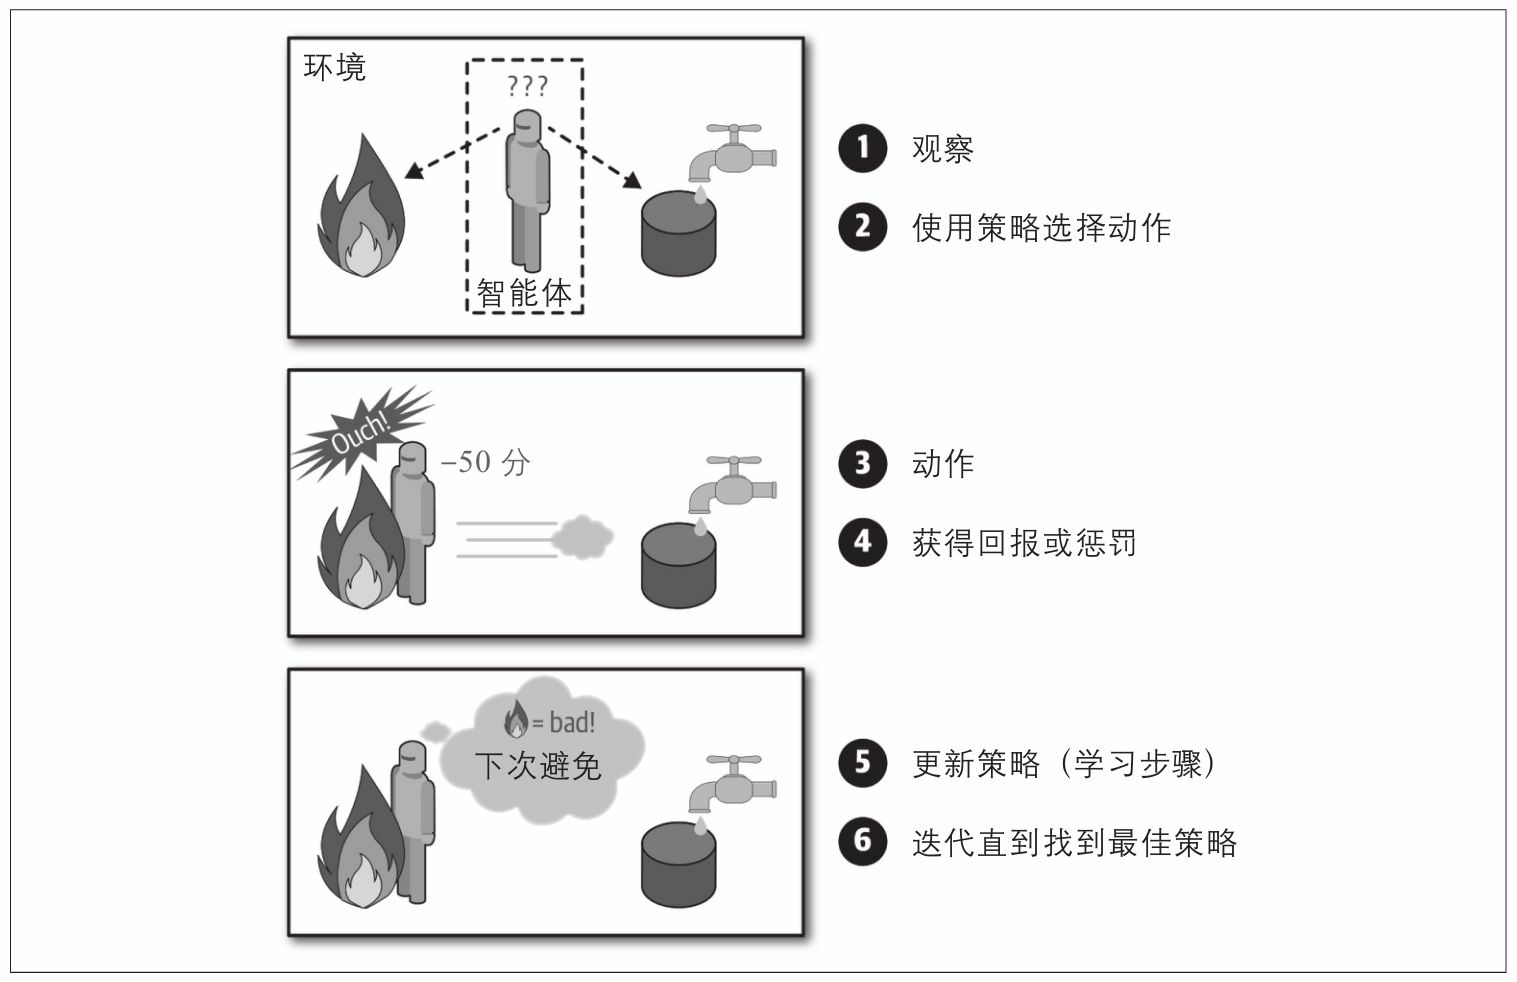 环境
???
智能体
1 观察
2 使用策略选择动作
Ouch!
–50 分
3 动作
4 获得回报或惩罚
= bad!
下次避免
5 更新策略（学习步骤）
6 迭代直到找到最佳策略